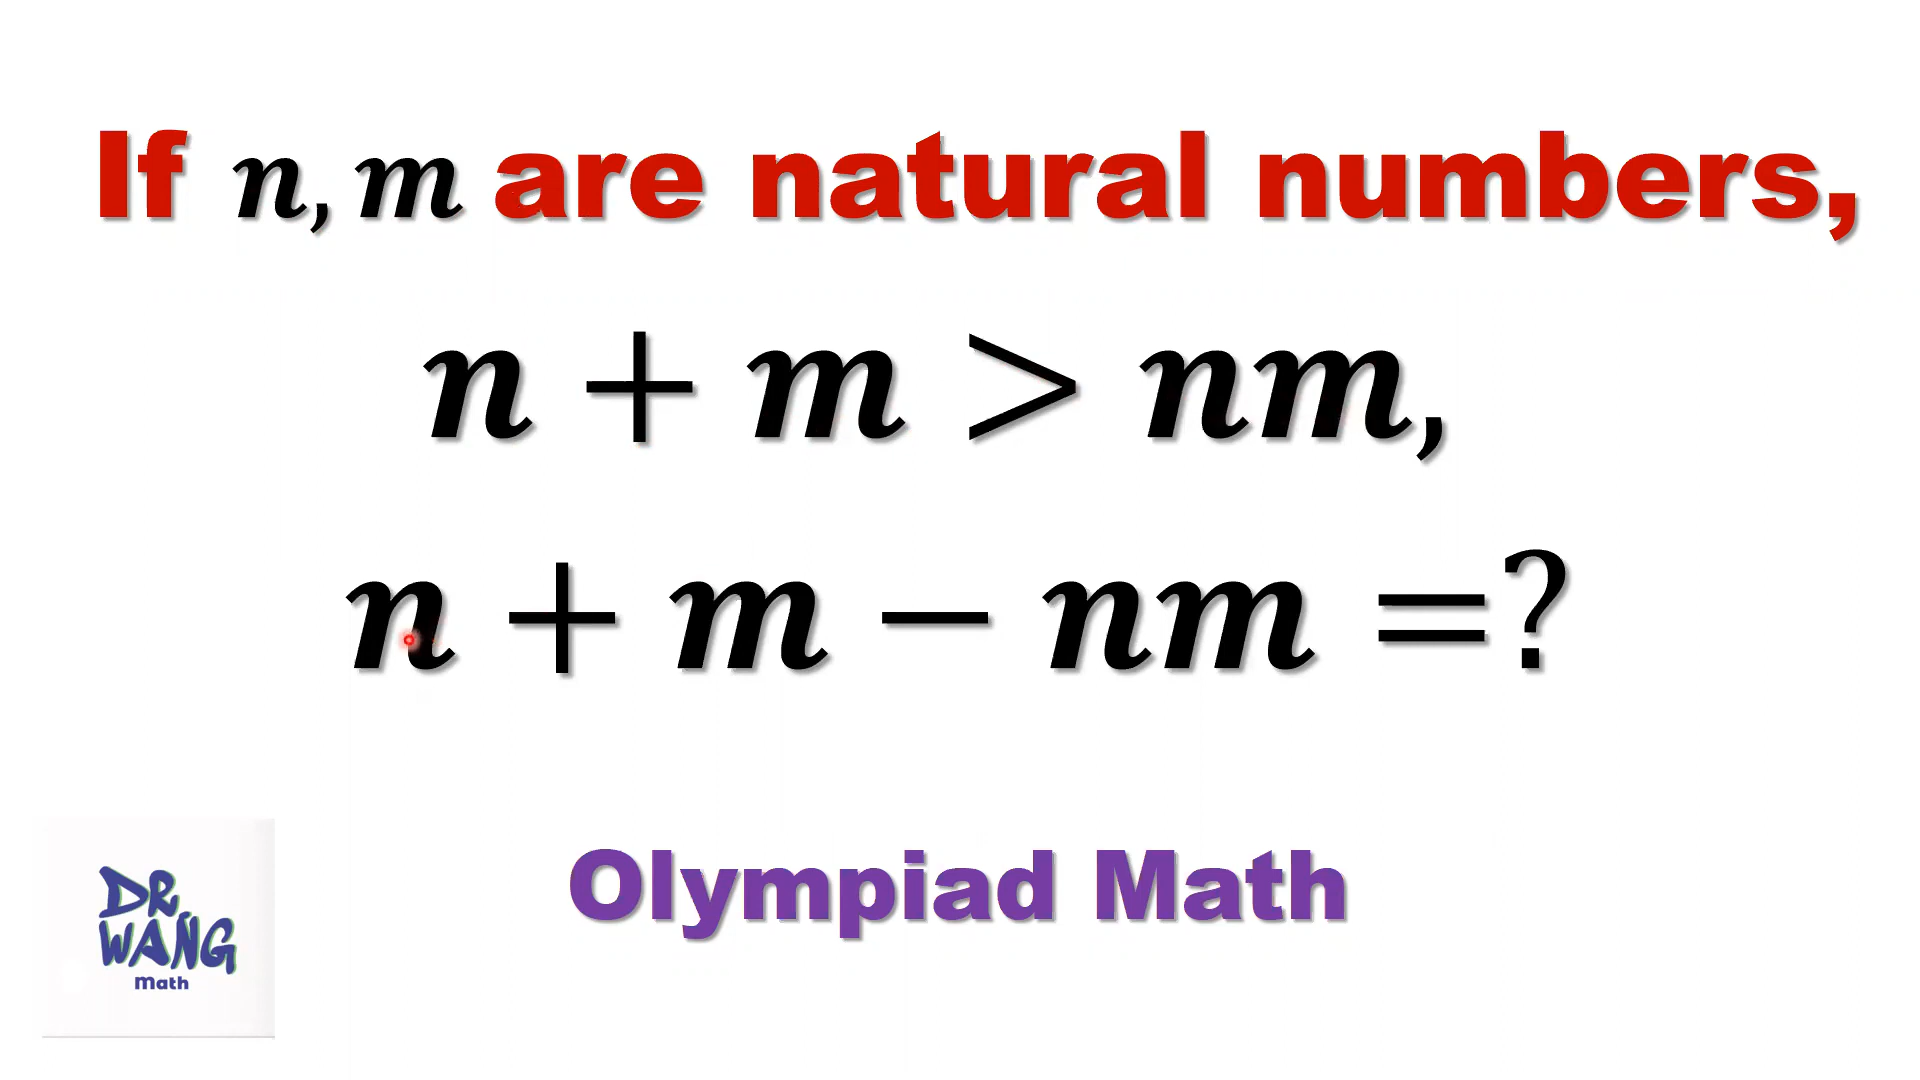 If n, m are natural numbers,
n + m > nm,
n + m − nm =?
Olympiad Math
DR.
WANG
Math